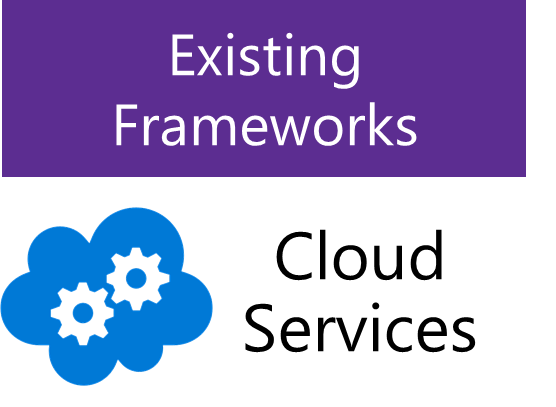 Existing
Frameworks
Cloud
Services